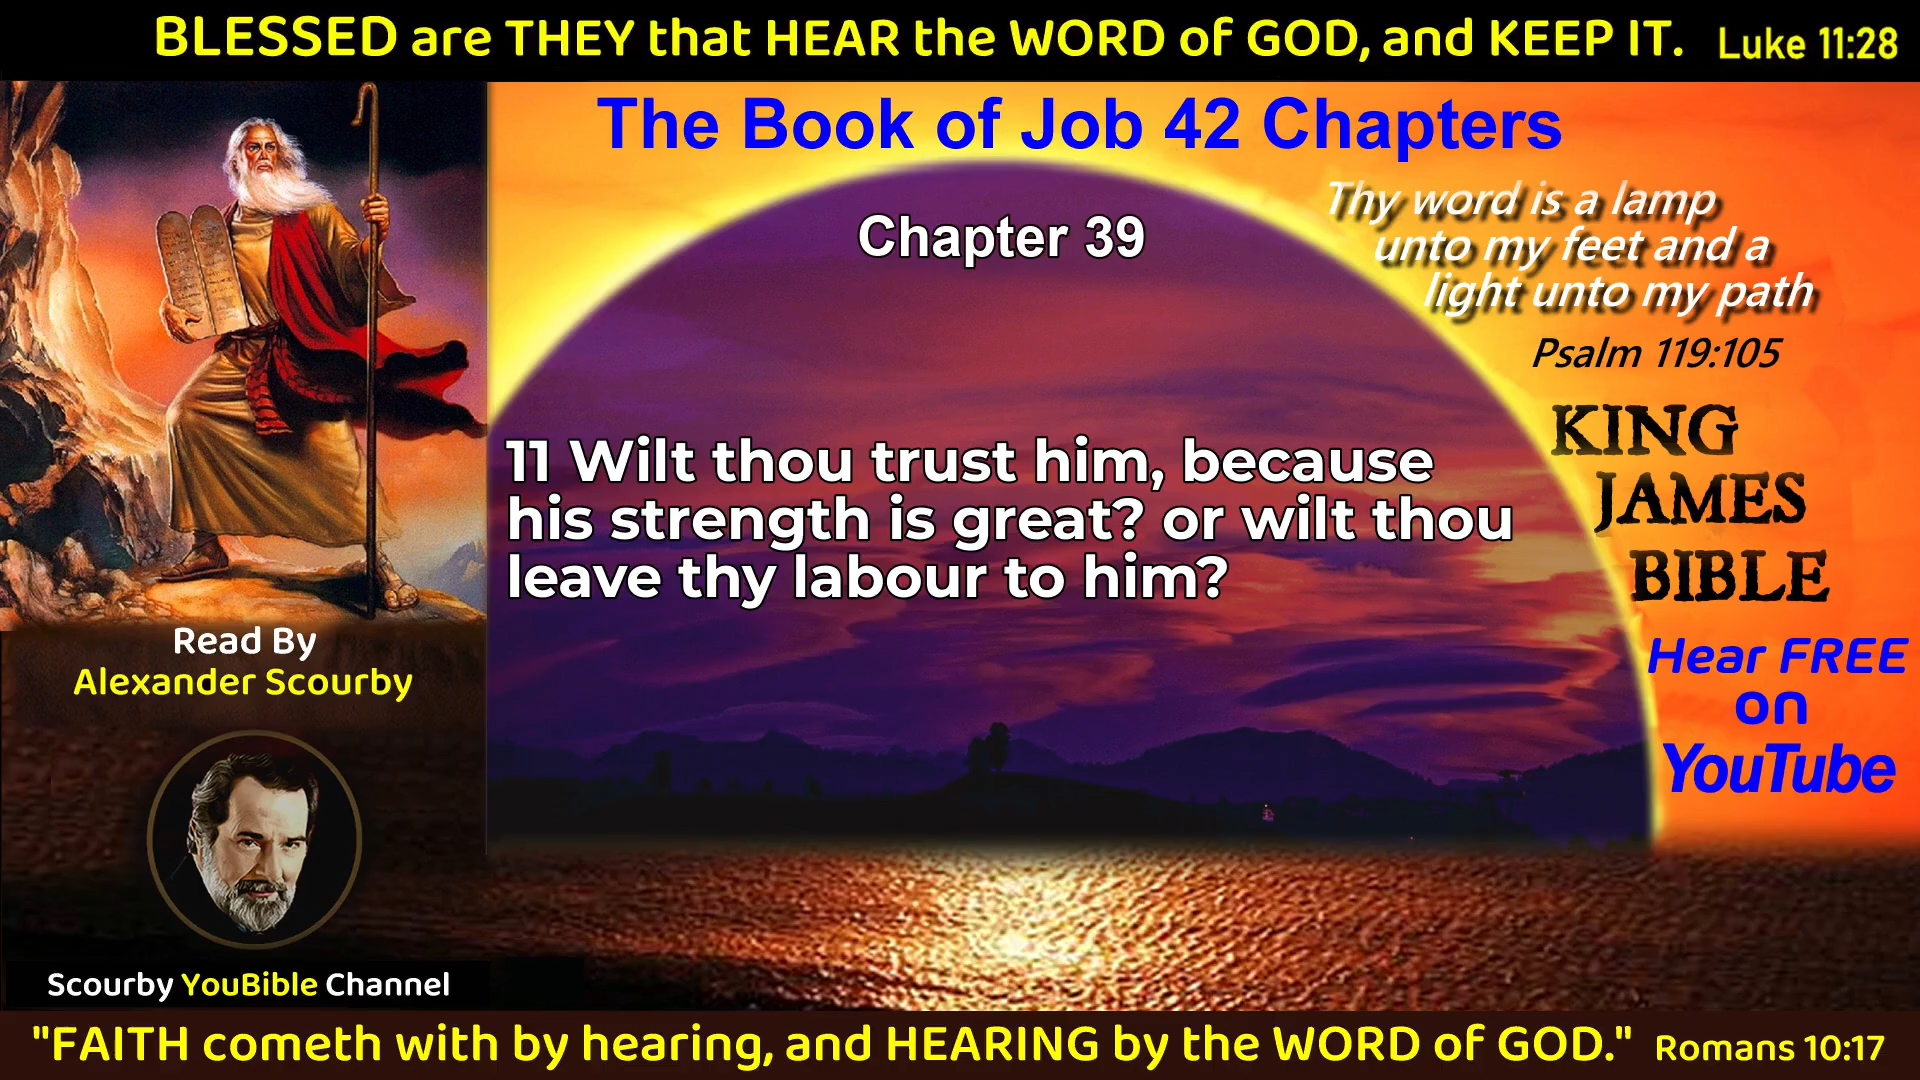 BLESSED are THEY that HEAR the WORD of GOD, and KEEP IT. Luke 11:28
The Book of Job 42 Chapters
Chapter 39
Thy word is a lamp
unto my feet and a
light unto my path
Psalm 119:105
KING
JAMES
BIBLE
11 Wilt thou trust him, because
his strength is great? or wilt thou
leave thy labour to him?
Hear FREE
on
YouTube
Read By
Alexander Scourby
Scourby YouBible Channel
"FAITH cometh with by hearing, and HEARING by the WORD of GOD." Romans 10:17